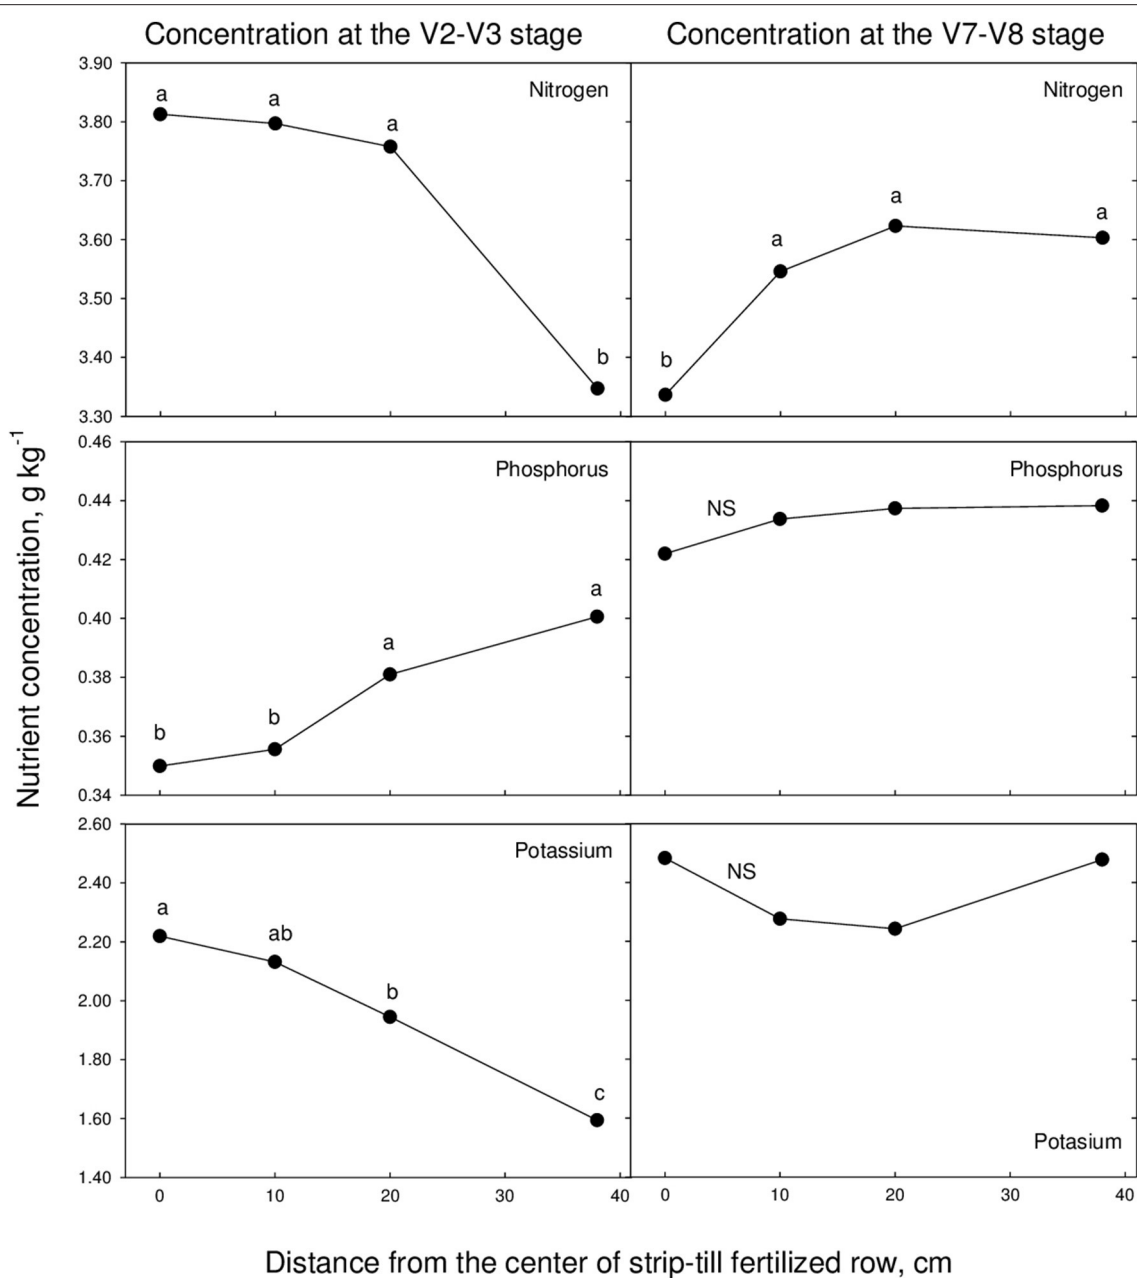 Concentration at the V2-V3 stage
Concentration at the V7-V8 stage
Nutrient concentration, g kg-1
3.90
3.80
3.70
3.60
3.50
3.40
3.30
Nitrogen
a
a
a
b
Nitrogen
b
a
a
a
0.46
0.44
0.42
0.40
0.38
0.36
0.34
Phosphorus
b
b
a
a
Phosphorus
NS
2.60
2.40
2.20
2.00
1.80
1.60
1.40
Potassium
a
ab
b
c
NS
Potasium
0 10 20 30 40
0 10 20 30 40
Distance from the center of strip-till fertilized row, cm